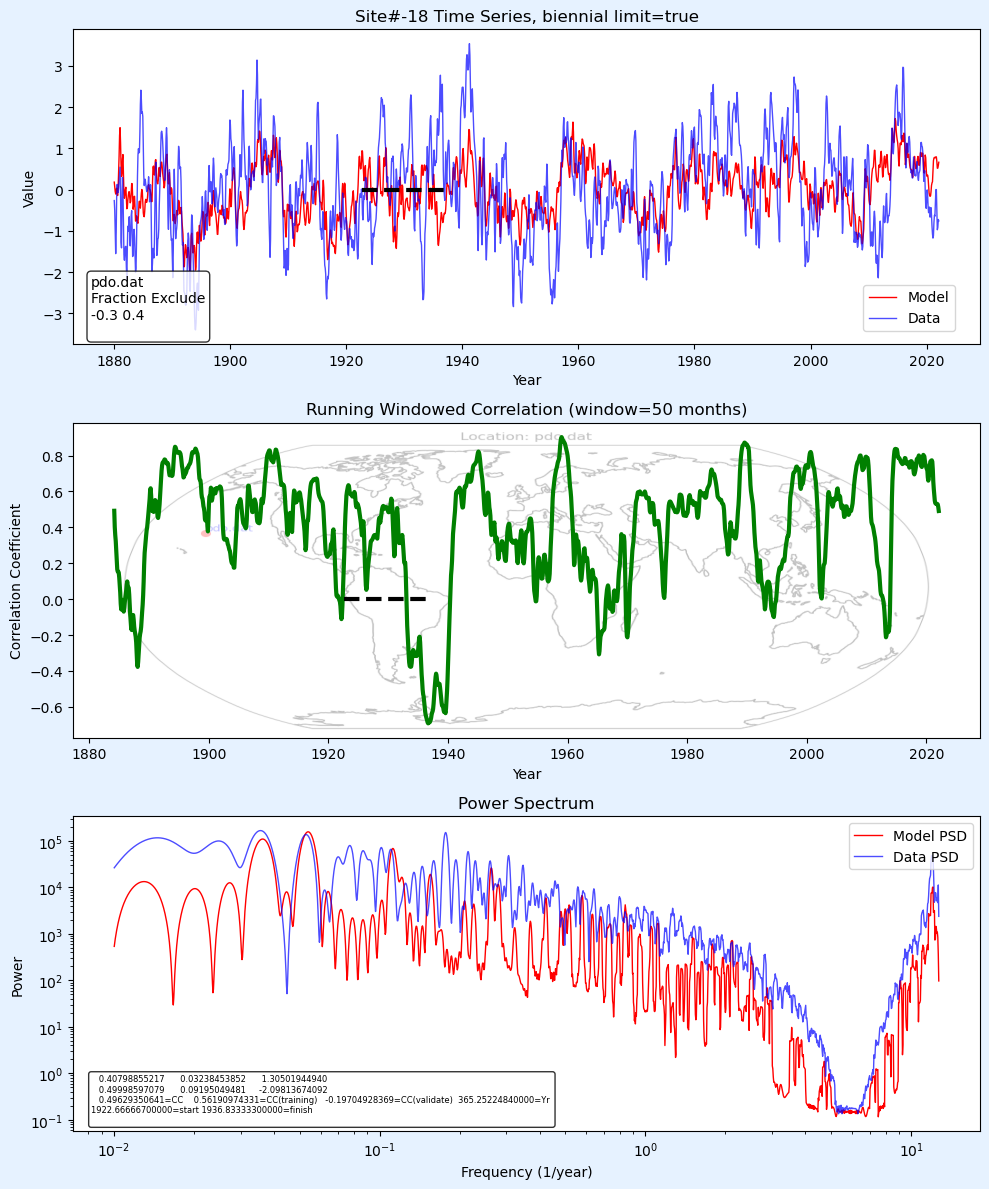 Site#-18 Time Series, biennial limit=true
Value
3
2
1
0
−1
−2
−3
pdo.dat
Fraction Exclude
-0.3 0.4
Model
Data
1880 1900 1920 1940 1960 1980 2000 2020
Year
Running Windowed Correlation (window=50 months)
Location: pdo.dat
Correlation Coefficient
0.8
0.6
0.4
0.2
0.0
−0.2
−0.4
−0.6
1880 1900 1920 1940 1960 1980 2000 2020
Year
Power Spectrum
Power
10⁵
10⁴
10³
10²
10¹
10⁰
10⁻¹
Model PSD
Data PSD
0.40798855217 0.03238453852 1.30501944940
0.49998597079 0.09195049481 -2.09813674092
0.49629350641=CC 0.56190974331=CC(training) -0.19704928369=CC(validate) 365.25224840000=Yr
1922.66666700000=start 1936.83333300000=finish
10⁻² 10⁻¹ 10⁰ 10¹
Frequency (1/year)